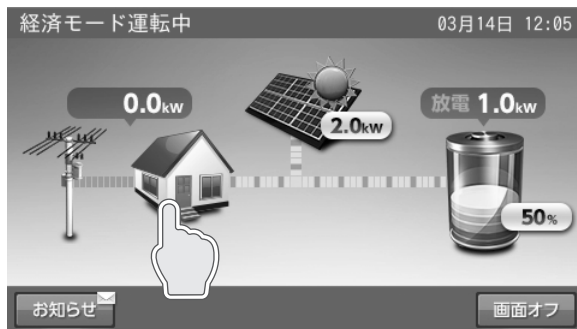 経済モード運転中
03月14日 12:05
0.0kw
2.0kw
放電 1.0kw
50%
お知らせ
画面オフ